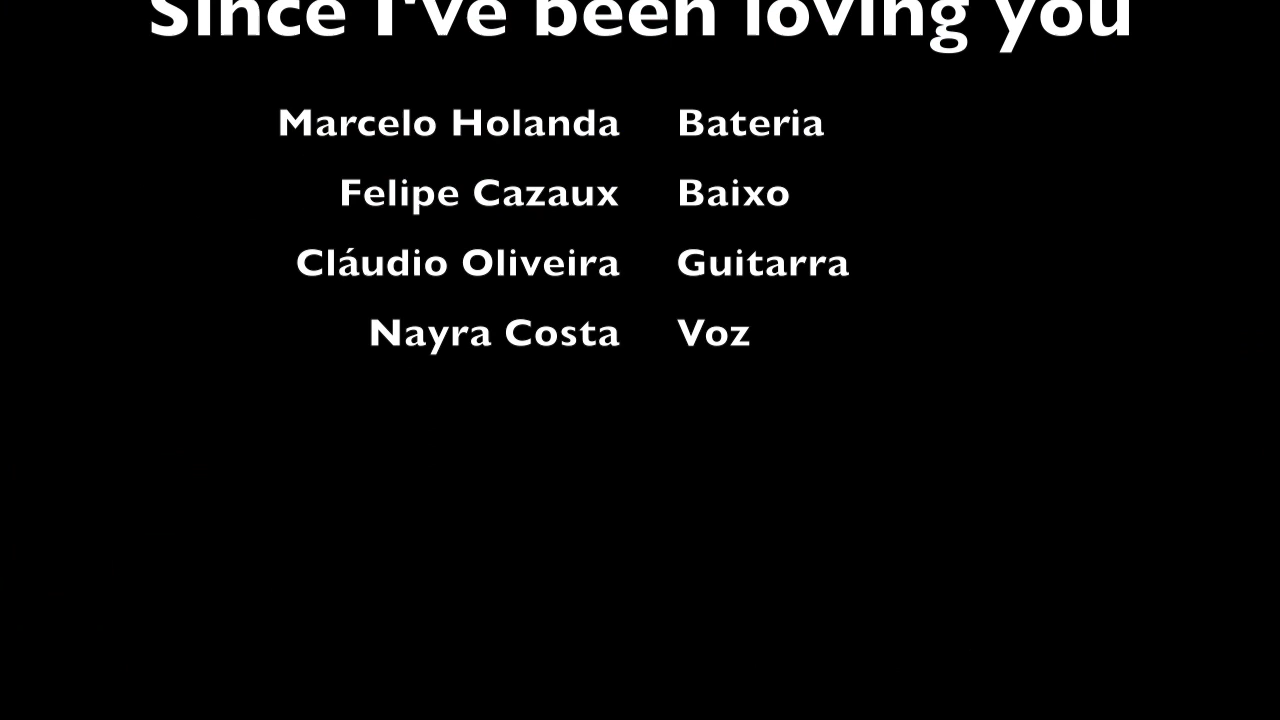 Since I've been loving you
Marcelo Holanda Bateria
Felipe Cazaux Baixo
Cláudio Oliveira Guitarra
Nayra Costa Voz